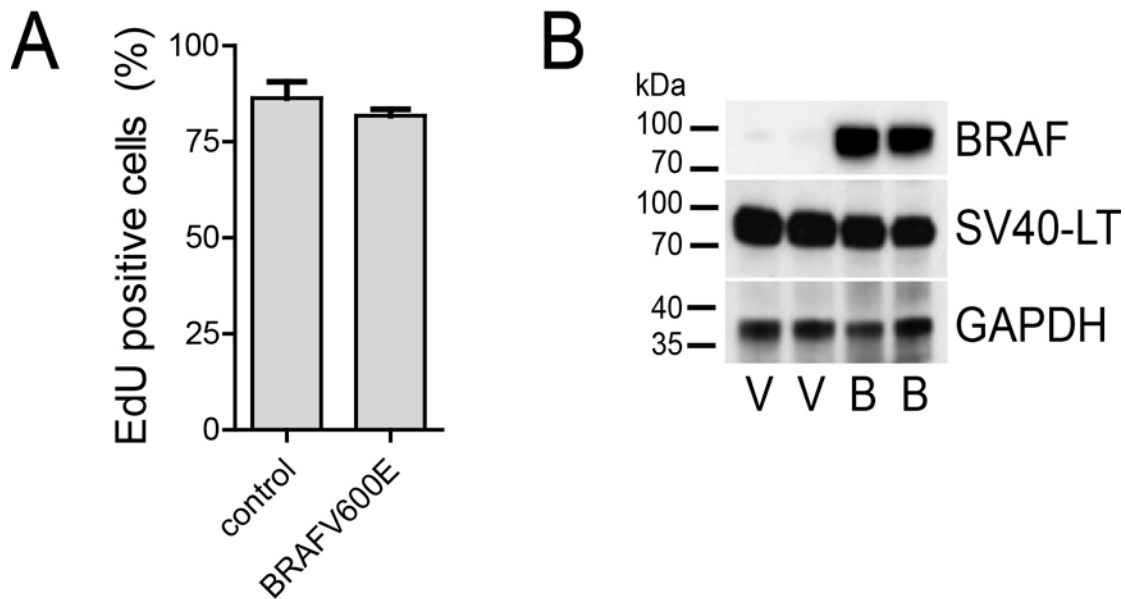 A
EdU positive cells (%)
100
75
50
25
0
control
BRAFV600E
B
kDa
100
70
BRAF
100
70
SV40-LT
40
35
GAPDH
V V B B